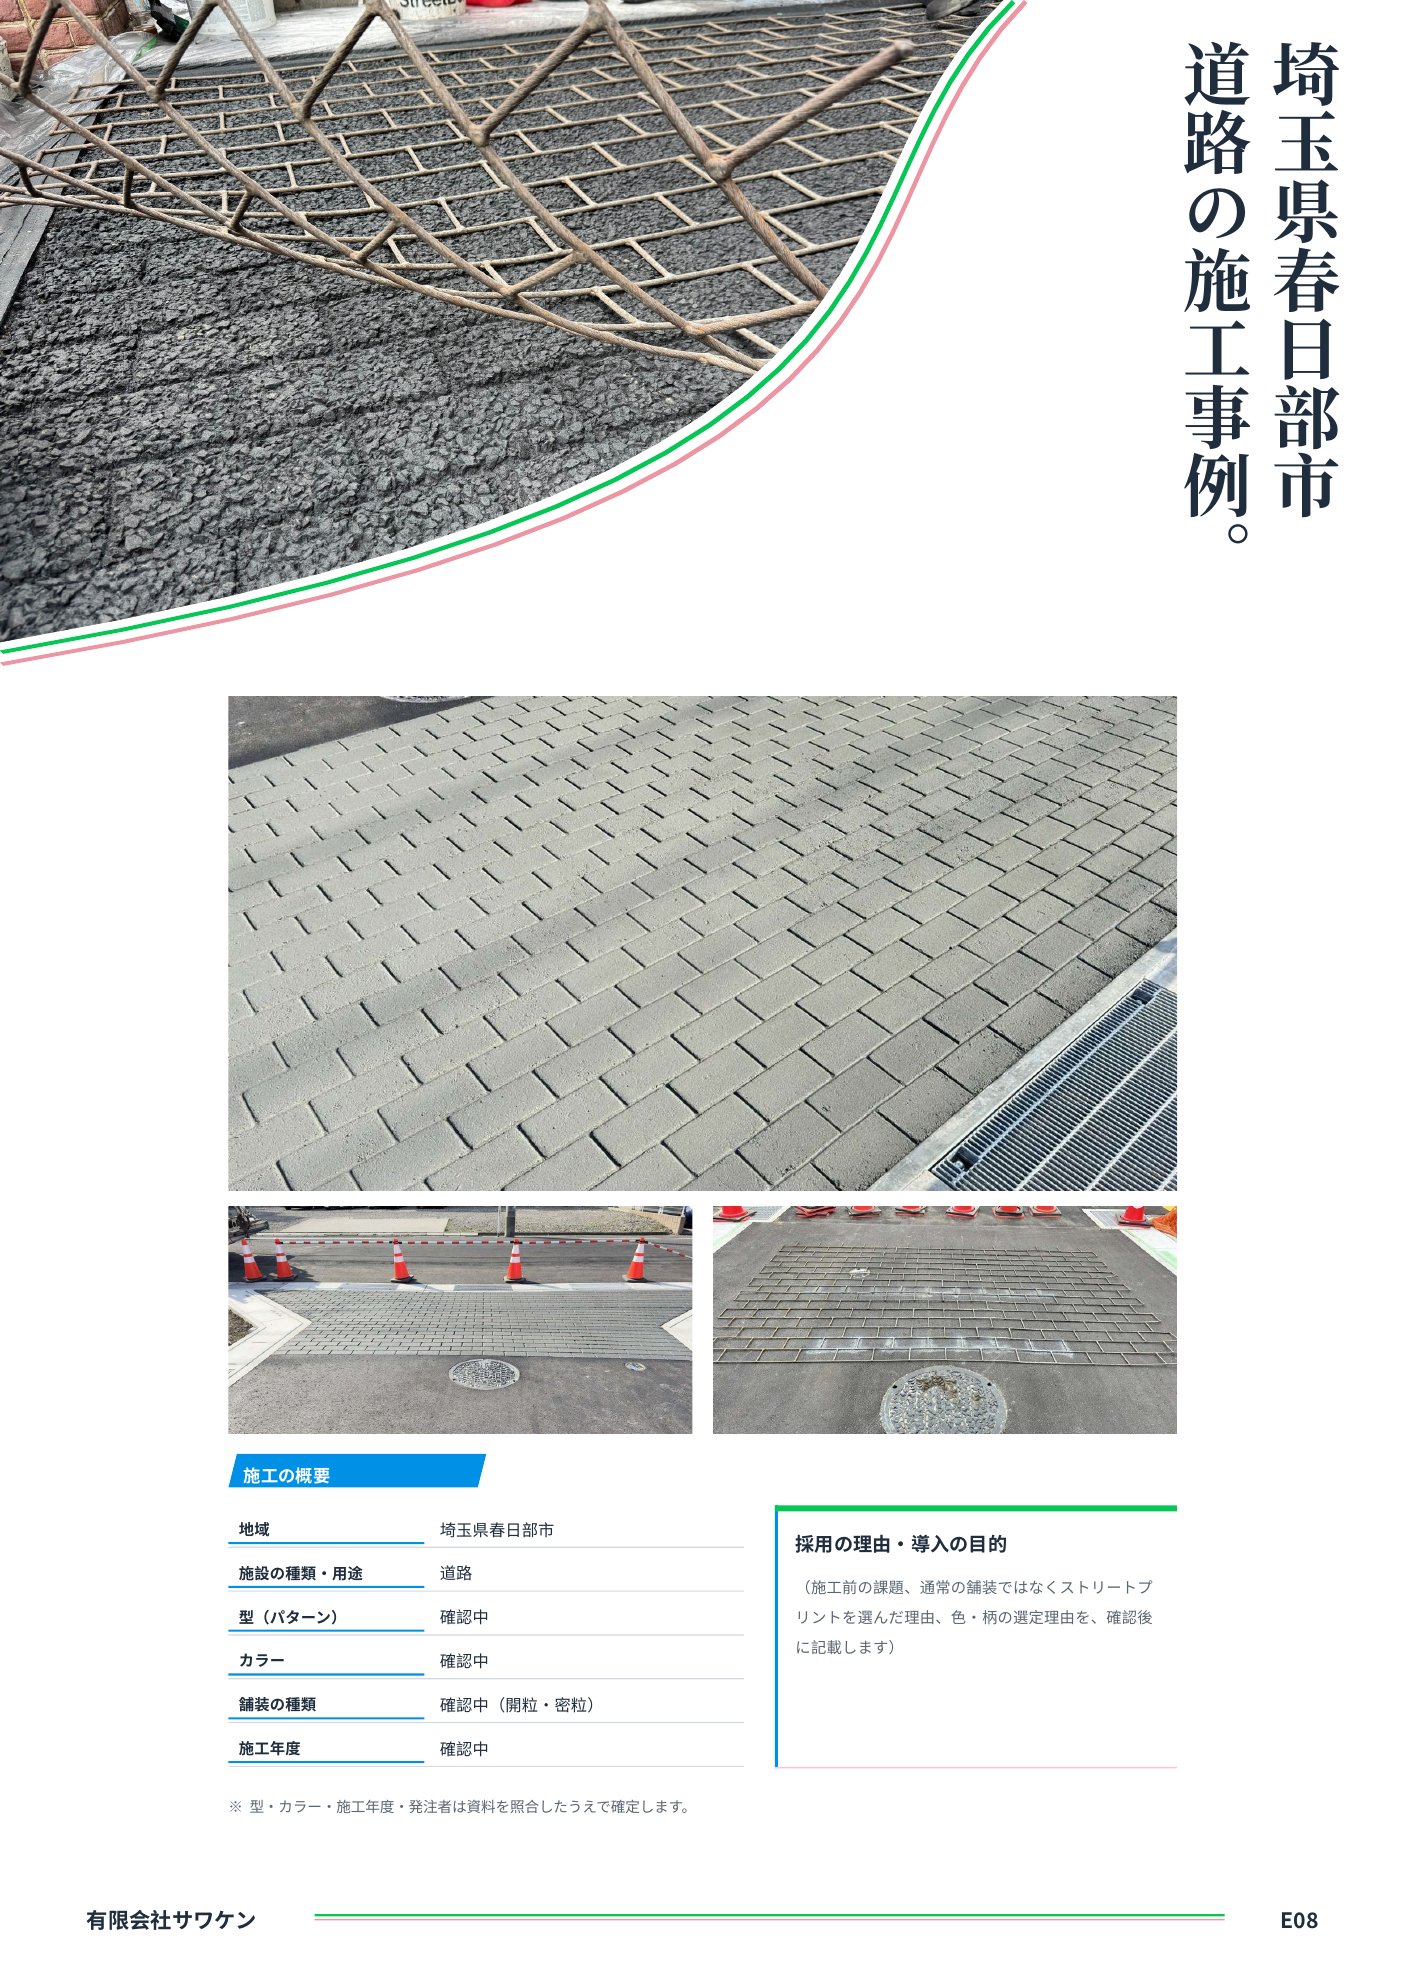 埼玉県春日部市
道路の施工事例。
施工の概要
地域
埼玉県春日部市
施設の種類・用途
道路
型（パターン）
確認中
カラー
確認中
舗装の種類
確認中（開粒・密粒）
施工年度
確認中
採用の理由・導入の目的
（施工前の課題、通常の舗装ではなくストリートプ
リントを選んだ理由、色・柄の選定理由を、確認後
に記載します）
※ 型・カラー・施工年度・発注者は資料を照合したうえで確定します。
有限会社サワケン
E08